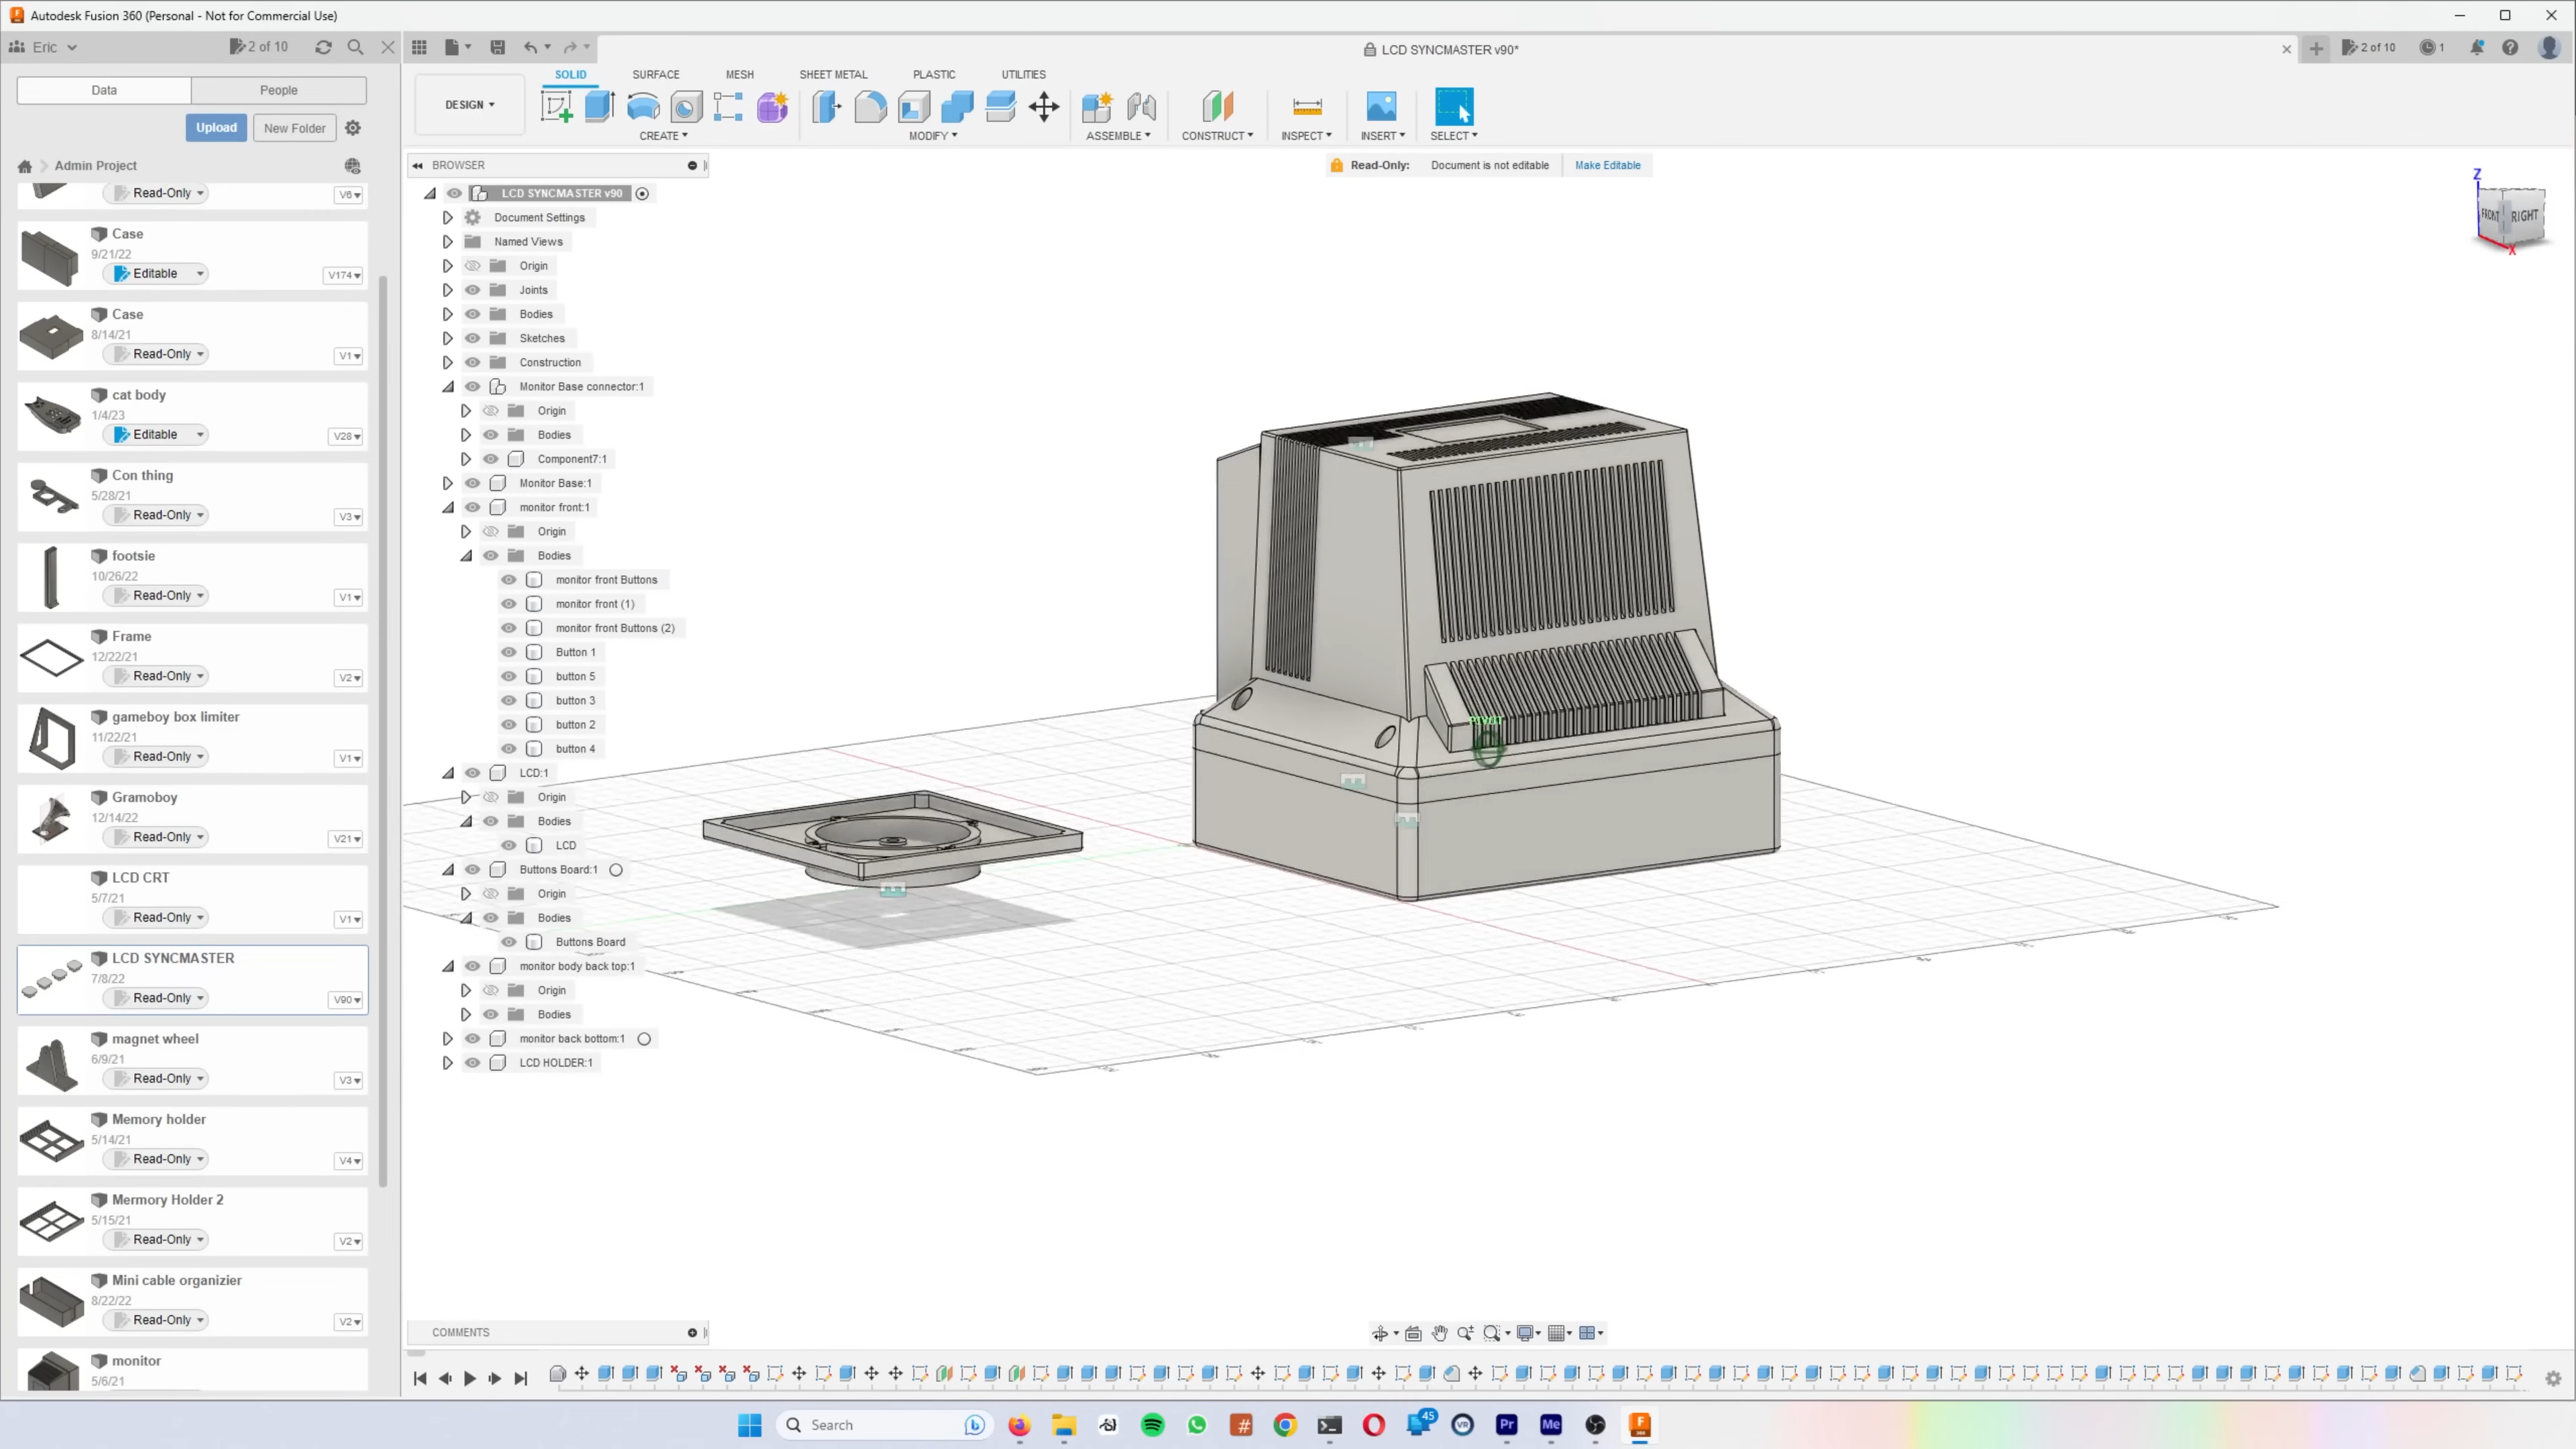 Autodesk Fusion 360 (Personal - Not for Commercial Use)
Eric
2 of 10
LCD SYNCMASTER v90*
2 of 10
1
Data
People
Upload
New Folder
Admin Project
Read-Only
V6
Case
9/21/22
Editable
V174
Case
8/14/21
Read-Only
V1
cat body
1/4/23
Editable
V28
Con thing
5/28/21
Read-Only
V3
footsie
10/26/22
Read-Only
V1
Frame
12/22/21
Read-Only
V2
gameboy box limiter
11/22/21
Read-Only
V1
Gramoboy
12/14/22
Read-Only
V21
LCD CRT
5/7/21
Read-Only
V1
LCD SYNCMASTER
7/8/22
Read-Only
V90
magnet wheel
6/9/21
Read-Only
V3
Memory holder
5/14/21
Read-Only
V4
Mermory Holder 2
5/15/21
Read-Only
V2
Mini cable organizier
8/22/22
Read-Only
V2
monitor
5/6/21
DESIGN
SOLID
SURFACE
MESH
SHEET METAL
PLASTIC
UTILITIES
CREATE
MODIFY
ASSEMBLE
CONSTRUCT
INSPECT
INSERT
SELECT
BROWSER
LCD SYNCMASTER v90
Document Settings
Named Views
Origin
Joints
Bodies
Sketches
Construction
Monitor Base connector:1
Origin
Bodies
Component7:1
Monitor Base:1
monitor front:1
Origin
Bodies
monitor front Buttons
monitor front (1)
monitor front Buttons (2)
Button 1
button 5
button 3
button 2
button 4
LCD:1
Origin
Bodies
LCD
Buttons Board:1
Origin
Bodies
Buttons Board
monitor body back top:1
Origin
Bodies
monitor back bottom:1
LCD HOLDER:1
Read-Only:
Document is not editable
Make Editable
Z
FRONT
RIGHT
X
PIVOT
COMMENTS
Search
45
VR
Pr
Me
F
360